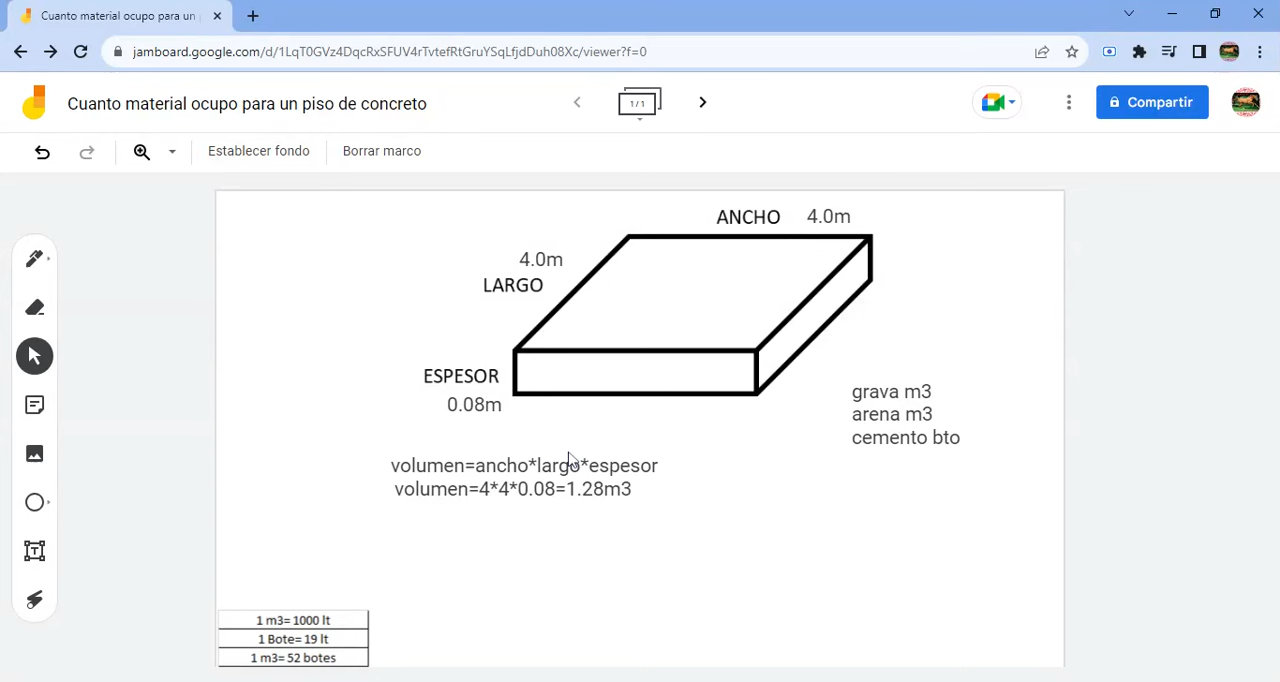 Cuanto material ocupo para un p
jamboard.google.com/d/1LqT0GVz4DqcRxSFUV4rTvtefRtGruYSqLfjdDuh08Xc/viewer?f=0
Cuanto material ocupo para un piso de concreto
1/1
Compartir
Establecer fondo
Borrar marco
ANCHO 4.0m
4.0m
LARGO
ESPESOR
0.08m
grava m3
arena m3
cemento bto
volumen=ancho*largo*espesor
volumen=4*4*0.08=1.28m3
1 m3= 1000 lt
1 Bote= 19 lt
1 m3= 52 botes